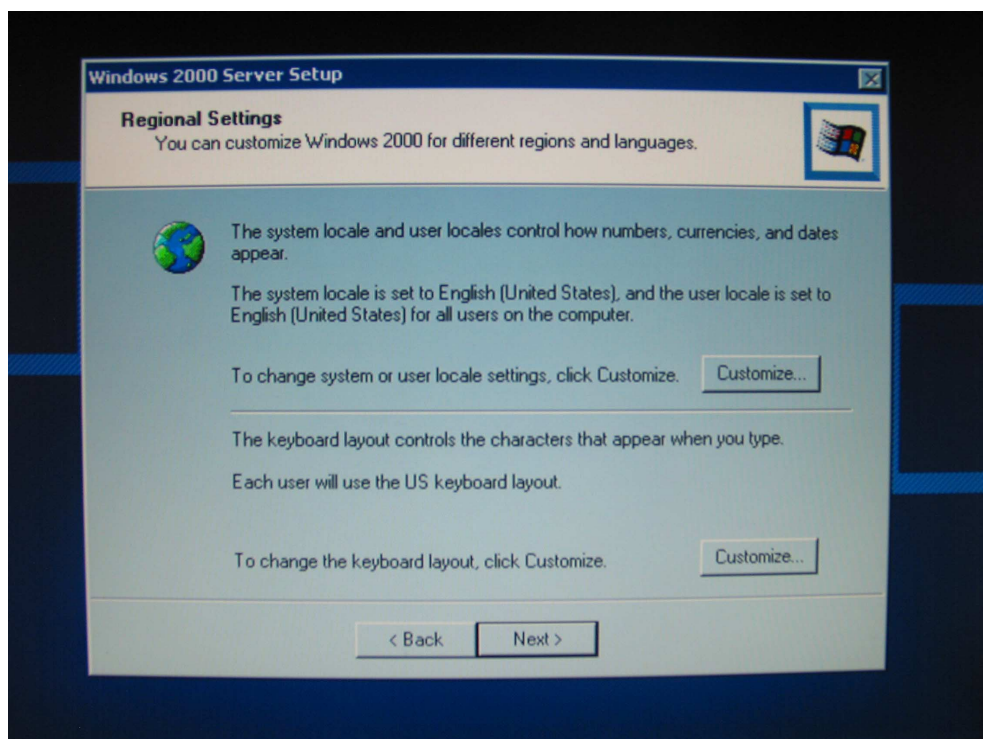 Windows 2000 Server Setup
Regional Settings
You can customize Windows 2000 for different regions and languages.
The system locale and user locales control how numbers, currencies, and dates
appear.
The system locale is set to English (United States), and the user locale is set to
English (United States) for all users on the computer.
To change system or user locale settings, click Customize.
Customize...
The keyboard layout controls the characters that appear when you type.
Each user will use the US keyboard layout.
To change the keyboard layout, click Customize.
Customize...
< Back
Next >